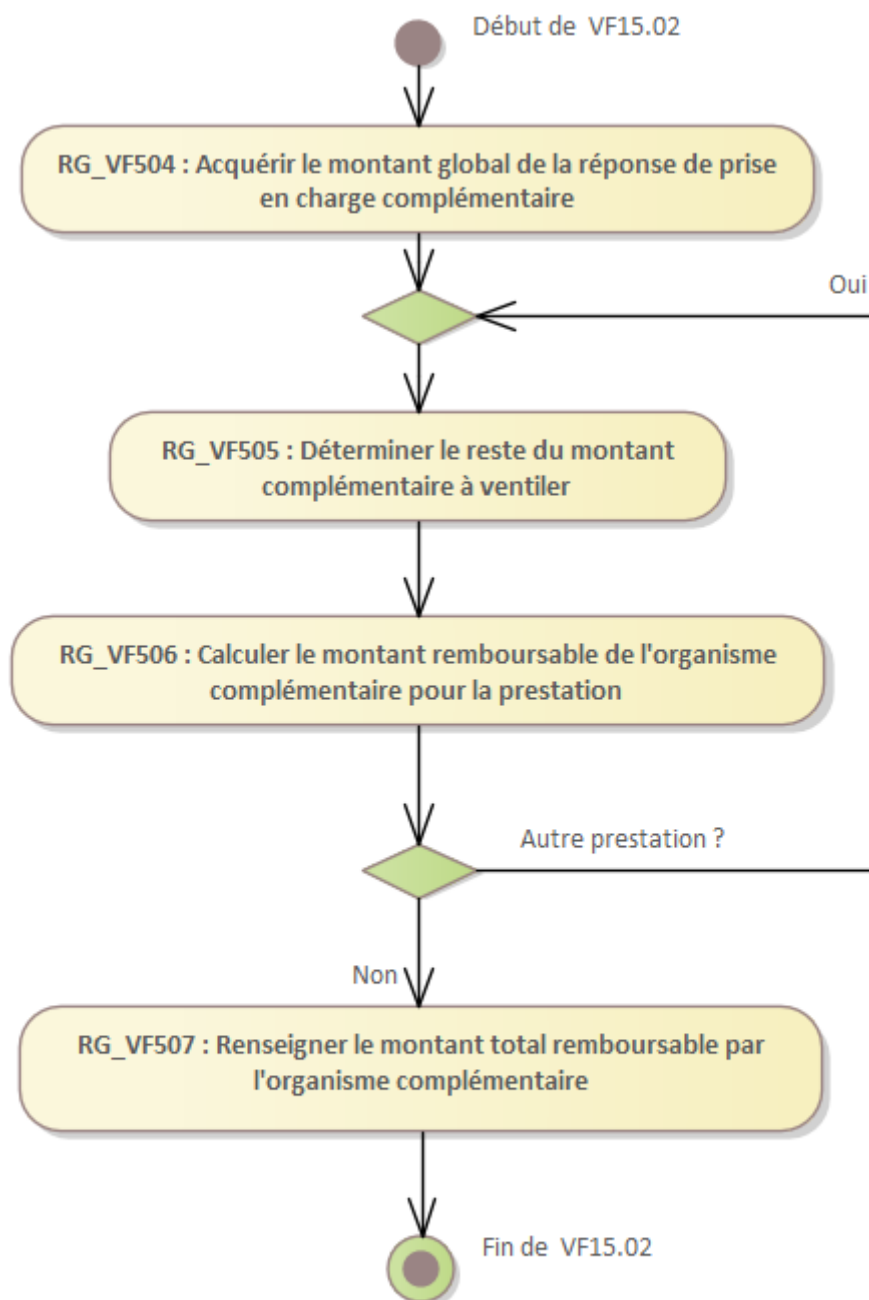 Début de VF15.02
RG_VF504 : Acquérir le montant global de la réponse de prise
en charge complémentaire
Oui
RG_VF505 : Déterminer le reste du montant
complémentaire à ventiler
RG_VF506 : Calculer le montant remboursable de l'organisme
complémentaire pour la prestation
Autre prestation ?
Non
RG_VF507 : Renseigner le montant total remboursable par
l'organisme complémentaire
Fin de VF15.02